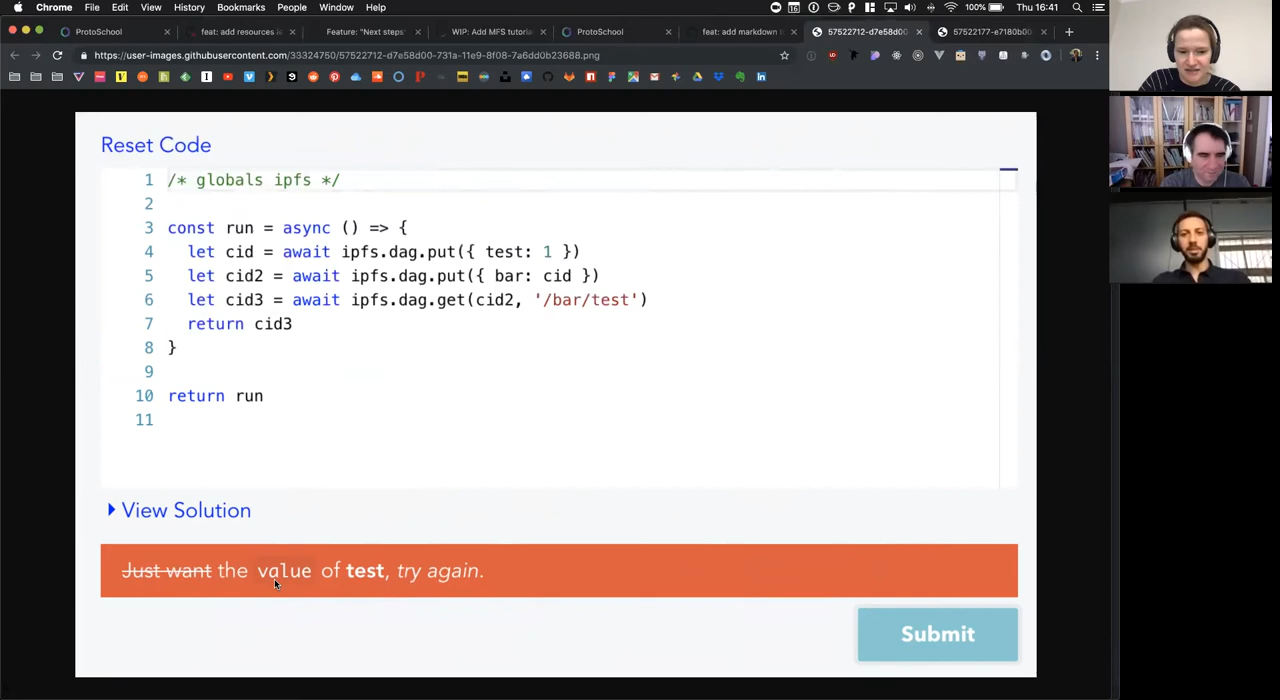 Chrome File Edit View History Bookmarks People Window Help
100% Thu 16:41
ProtoSchool
feat: add resources
Feature: "Next steps"
WIP: Add MFS tutoria
ProtoSchool
feat: add markdown
57522712-d7e58d00
57522177-e7180b00
https://user-images.githubusercontent.com/33324750/57522712-d7e58d00-731a-11e9-8f08-7a6dd0b23688.png
Reset Code
1 /* globals ipfs */
2
3 const run = async () => {
4 let cid = await ipfs.dag.put({ test: 1 })
5 let cid2 = await ipfs.dag.put({ bar: cid })
6 let cid3 = await ipfs.dag.get(cid2, '/bar/test')
7 return cid3
8 }
9
10 return run
11
View Solution
Just want the value of test, try again.
Submit